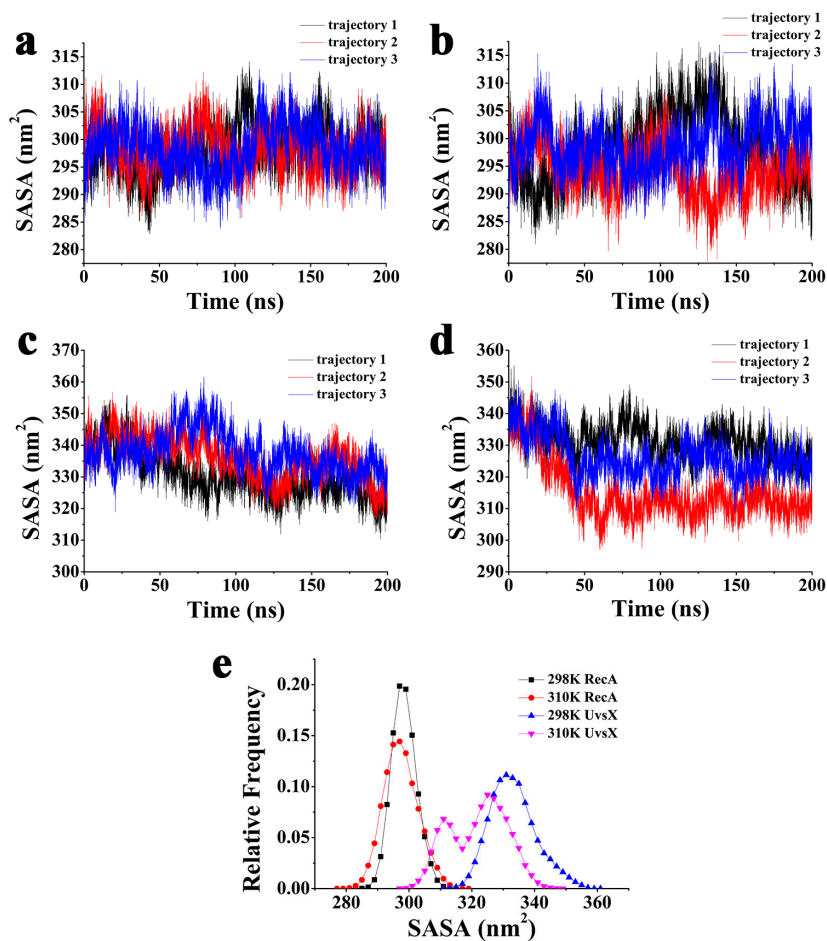 a
trajectory 1
trajectory 2
trajectory 3
SASA (nm²)
315
310
305
300
295
290
285
280
0 50 100 150 200
Time (ns)
b
trajectory 1
trajectory 2
trajectory 3
SASA (nm²)
315
310
305
300
295
290
285
280
0 50 100 150 200
Time (ns)
c
trajectory 1
trajectory 2
trajectory 3
SASA (nm²)
370
360
350
340
330
320
310
300
0 50 100 150 200
Time (ns)
d
trajectory 1
trajectory 2
trajectory 3
SASA (nm²)
360
350
340
330
320
310
300
290
0 50 100 150 200
Time (ns)
e
298K RecA
310K RecA
298K UvsX
310K UvsX
Relative Frequency
0.20
0.15
0.10
0.05
0.00
280 300 320 340 360
SASA (nm²)